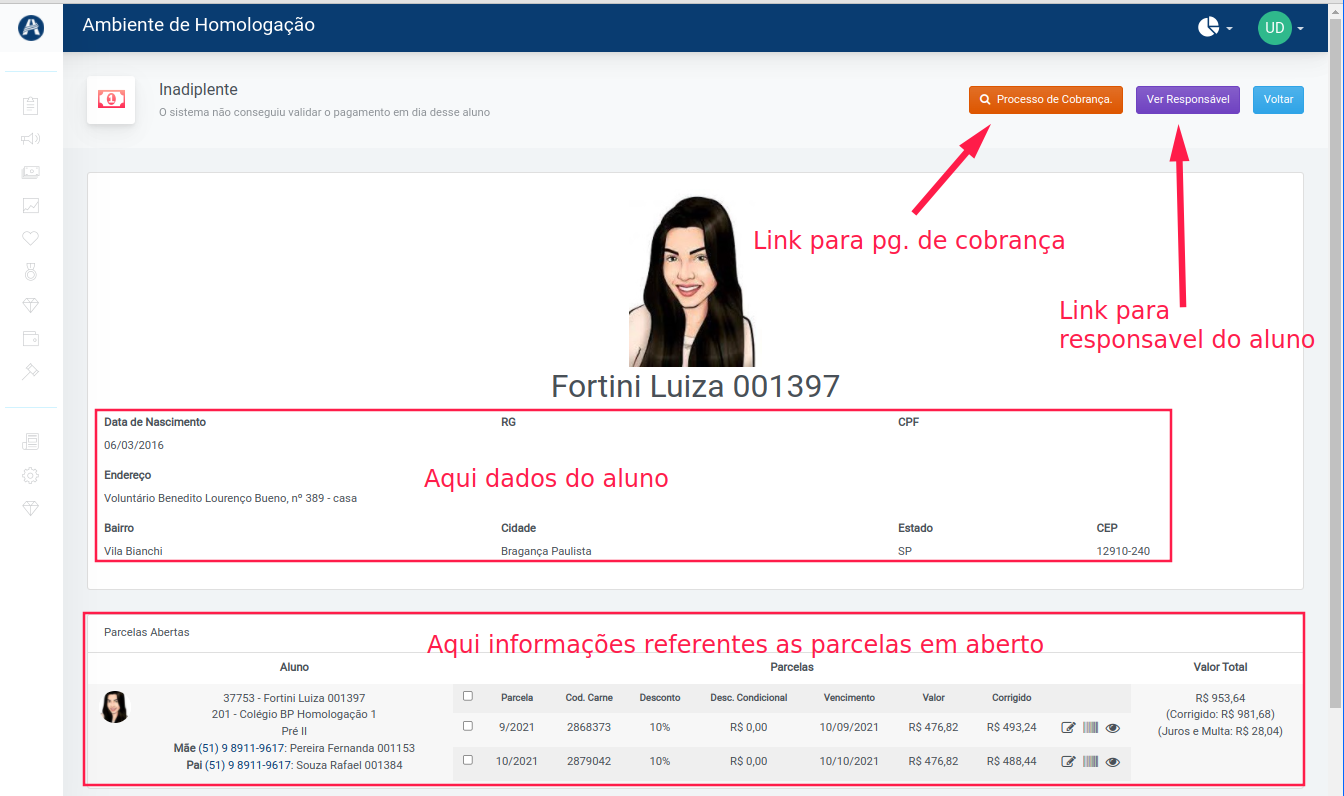 Ambiente de Homologação
UD
Inadiplente
O sistema não conseguiu validar o pagamento em dia desse aluno
Processo de Cobrança.
Ver Responsável
Voltar
Link para pg. de cobrança
Link para
responsavel do aluno
Fortini Luiza 001397
Data de Nascimento RG CPF
06/03/2016
Endereço
Aqui dados do aluno
Voluntário Benedito Lourenço Bueno, nº 389 - casa
Bairro Cidade Estado CEP
Vila Bianchi Bragança Paulista SP 12910-240
Parcelas Abertas
Aqui informações referentes as parcelas em aberto
Aluno Parcelas Valor Total
37753 - Fortini Luiza 001397
201 - Colégio BP Homologação 1
Pré II
Mãe (51) 9 8911-9617: Pereira Fernanda 001153
Pai (51) 9 8911-9617: Souza Rafael 001384
Parcela Cod. Carne Desconto Desc. Condicional Vencimento Valor Corrigido
9/2021 2868373 10% R$ 0,00 10/09/2021 R$ 476,82 R$ 493,24
10/2021 2879042 10% R$ 0,00 10/10/2021 R$ 476,82 R$ 488,44
R$ 953,64
(Corrigido: R$ 981,68)
(Juros e Multa: R$ 28,04)